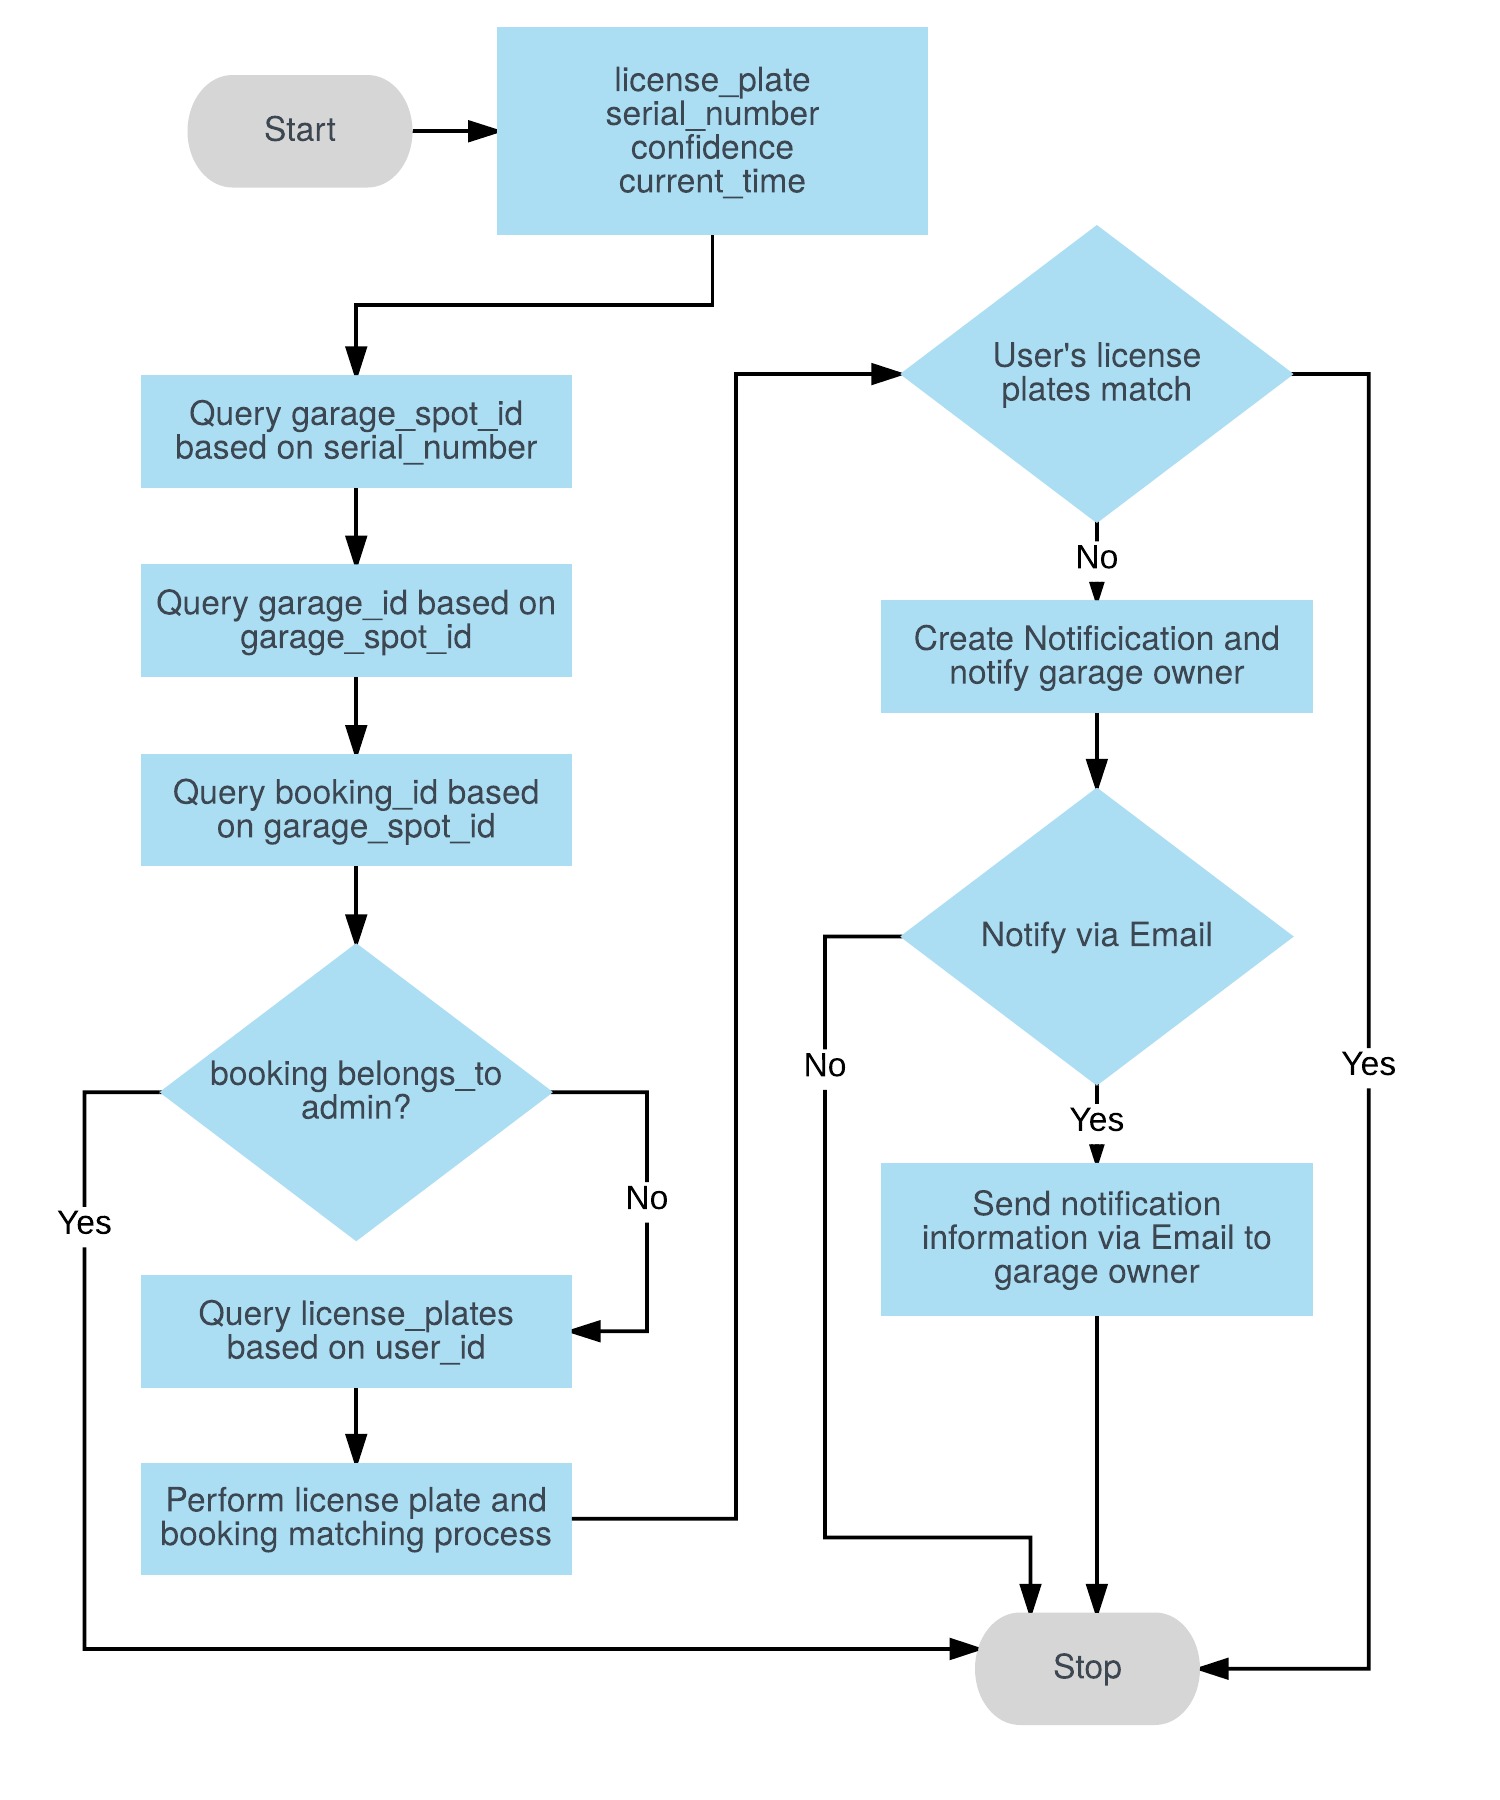 Start
license_plate
serial_number
confidence
current_time
Query garage_spot_id
based on serial_number
Query garage_id based on
garage_spot_id
Query booking_id based
on garage_spot_id
booking belongs_to
admin?
Yes
No
Query license_plates
based on user_id
Perform license plate and
booking matching process
User's license
plates match
No
Yes
Create Notificication and
notify garage owner
Notify via Email
No
Yes
Send notification
information via Email to
garage owner
Stop